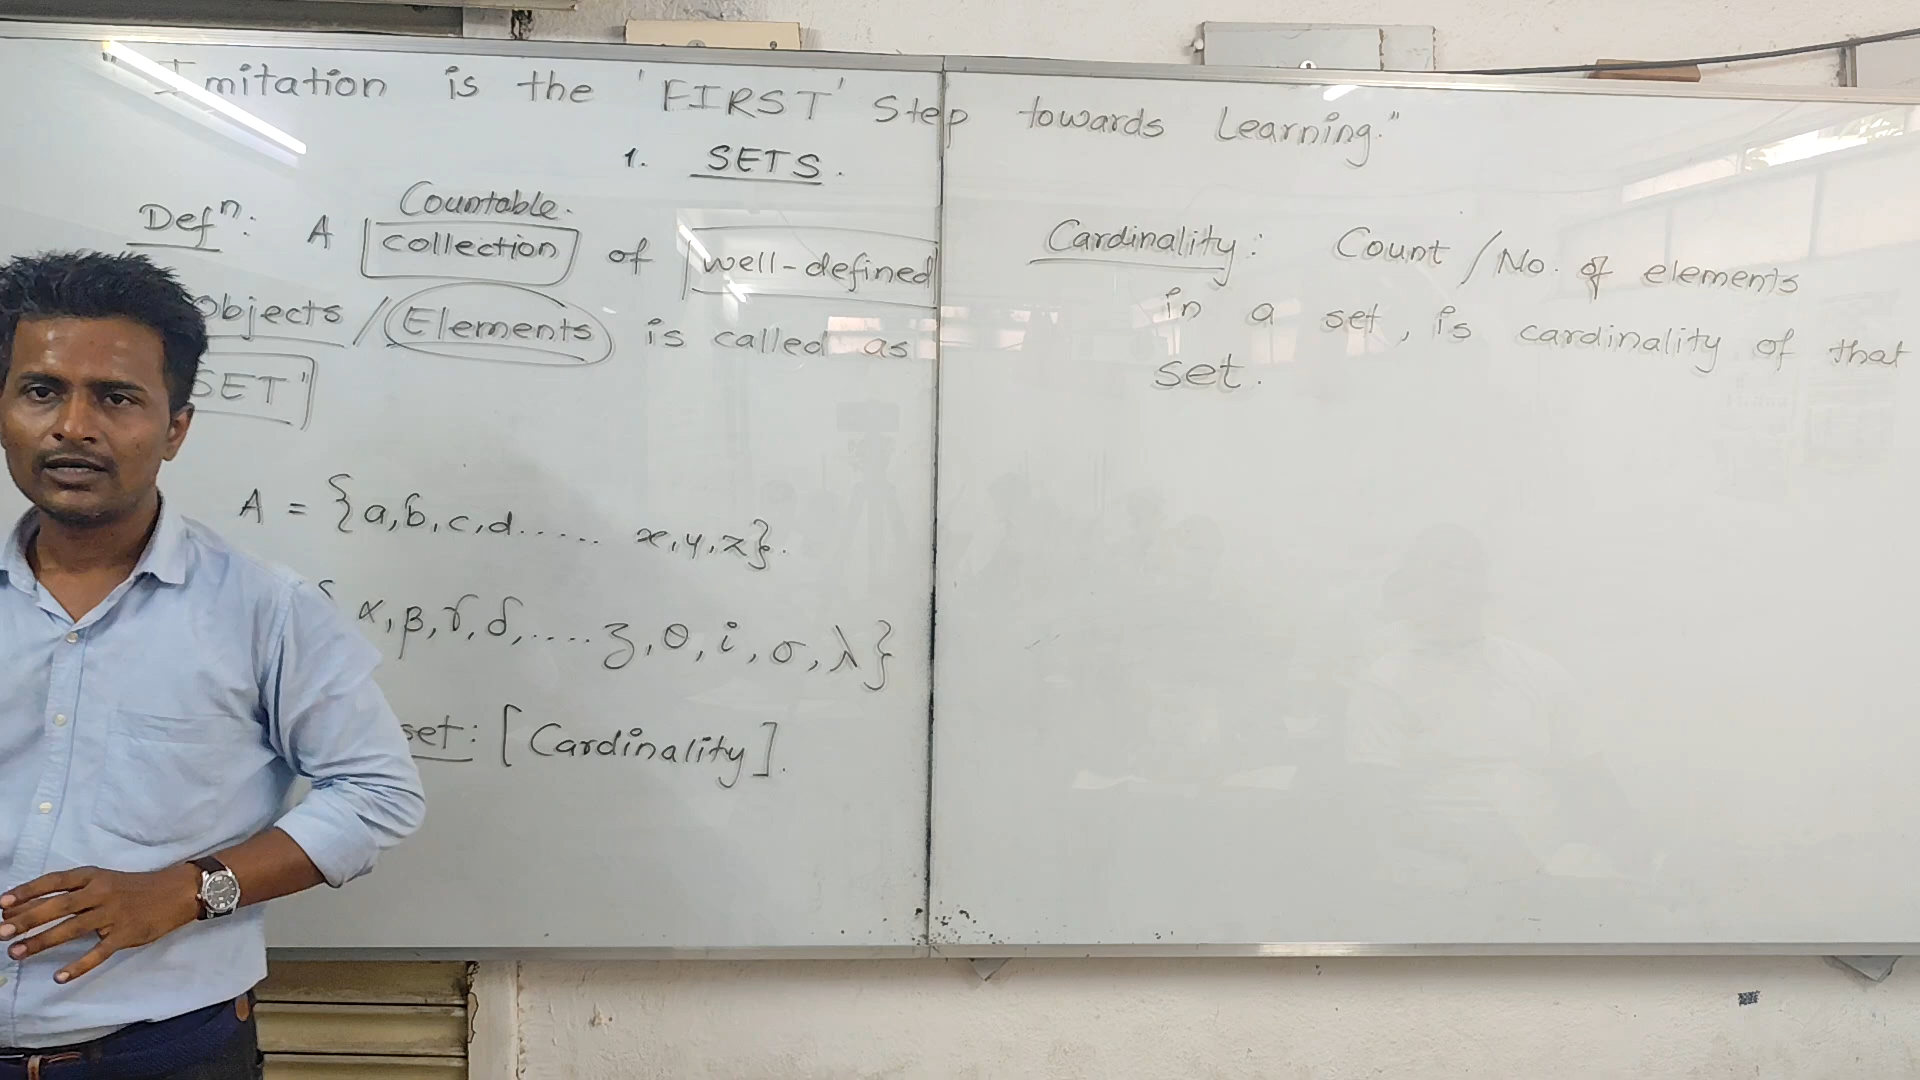 "Imitation is the 'FIRST' Step towards Learning."
1. SETS.
Countable.
Defⁿ: A collection of well-defined
Objects / Elements is called as
SET'
A = {a, b, c, d..... x, y, z}.
{α, β, γ, δ, .... ʒ, θ, i, σ, λ}
set: [Cardinality].
Cardinality: Count / No. of elements
in a set, is cardinality of that
set.